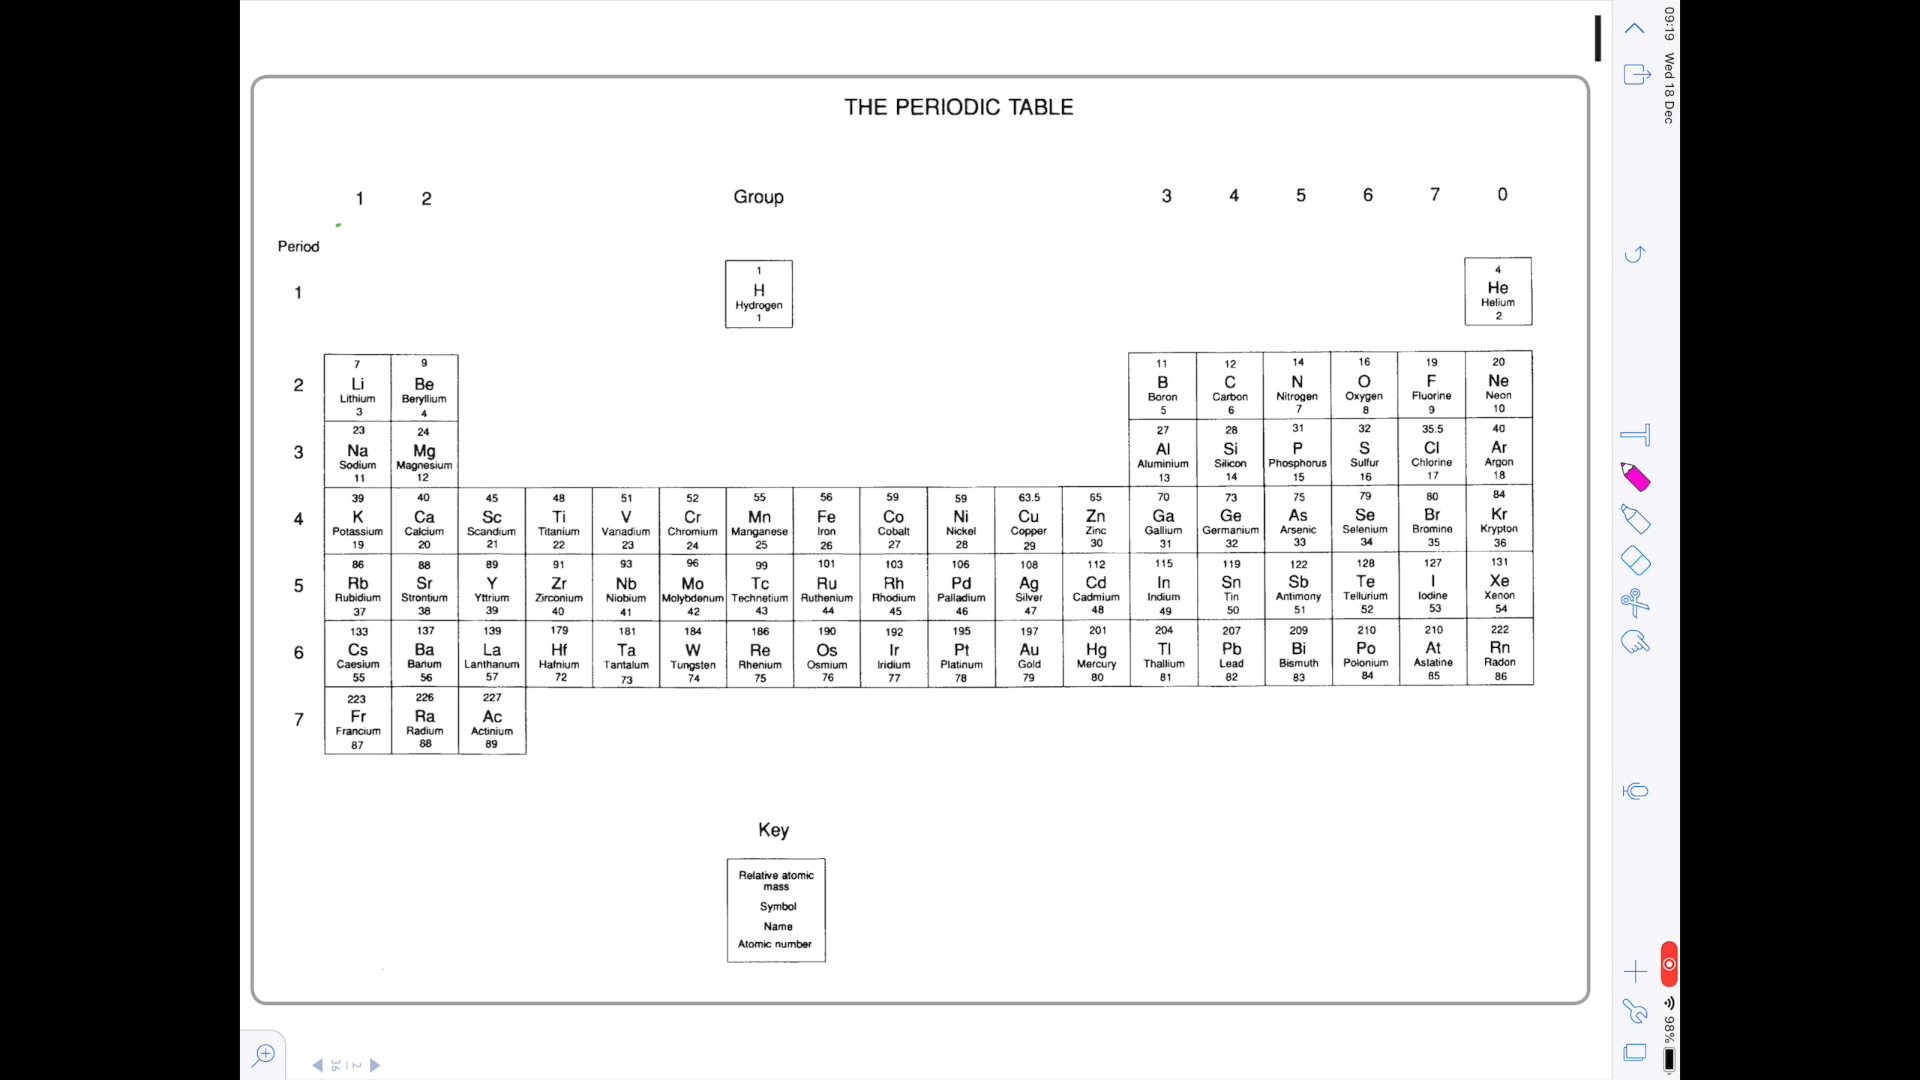 THE PERIODIC TABLE
1 2 Group 3 4 5 6 7 0
Period
1
1 4
H He
Hydrogen Helium
1 2
2
7 9 11 12 14 16 19 20
Li Be B C N O F Ne
Lithium Beryllium Boron Carbon Nitrogen Oxygen Fluorine Neon
3 4 5 6 7 8 9 10
3
23 24 27 28 31 32 35.5 40
Na Mg Al Si P S Cl Ar
Sodium Magnesium Aluminium Silicon Phosphorus Sulfur Chlorine Argon
11 12 13 14 15 16 17 18
4
39 40 45 48 51 52 55 56 59 59 63.5 65 70 73 75 79 80 84
K Ca Sc Ti V Cr Mn Fe Co Ni Cu Zn Ga Ge As Se Br Kr
Potassium Calcium Scandium Titanium Vanadium Chromium Manganese Iron Cobalt Nickel Copper Zinc Gallium Germanium Arsenic Selenium Bromine Krypton
19 20 21 22 23 24 25 26 27 28 29 30 31 32 33 34 35 36
5
86 88 89 91 93 96 99 101 103 106 108 112 115 119 122 128 127 131
Rb Sr Y Zr Nb Mo Tc Ru Rh Pd Ag Cd In Sn Sb Te I Xe
Rubidium Strontium Yttrium Zirconium Niobium Molybdenum Technetium Ruthenium Rhodium Palladium Silver Cadmium Indium Tin Antimony Tellurium Iodine Xenon
37 38 39 40 41 42 43 44 45 46 47 48 49 50 51 52 53 54
6
133 137 139 179 181 184 186 190 192 195 197 201 204 207 209 210 210 222
Cs Ba La Hf Ta W Re Os Ir Pt Au Hg Tl Pb Bi Po At Rn
Caesium Barium Lanthanum Hafnium Tantalum Tungsten Rhenium Osmium Iridium Platinum Gold Mercury Thallium Lead Bismuth Polonium Astatine Radon
55 56 57 72 73 74 75 76 77 78 79 80 81 82 83 84 85 86
7
223 226 227
Fr Ra Ac
Francium Radium Actinium
87 88 89
Key
Relative atomic
mass
Symbol
Name
Atomic number
09:19 Wed 18 Dec
98%
2
36